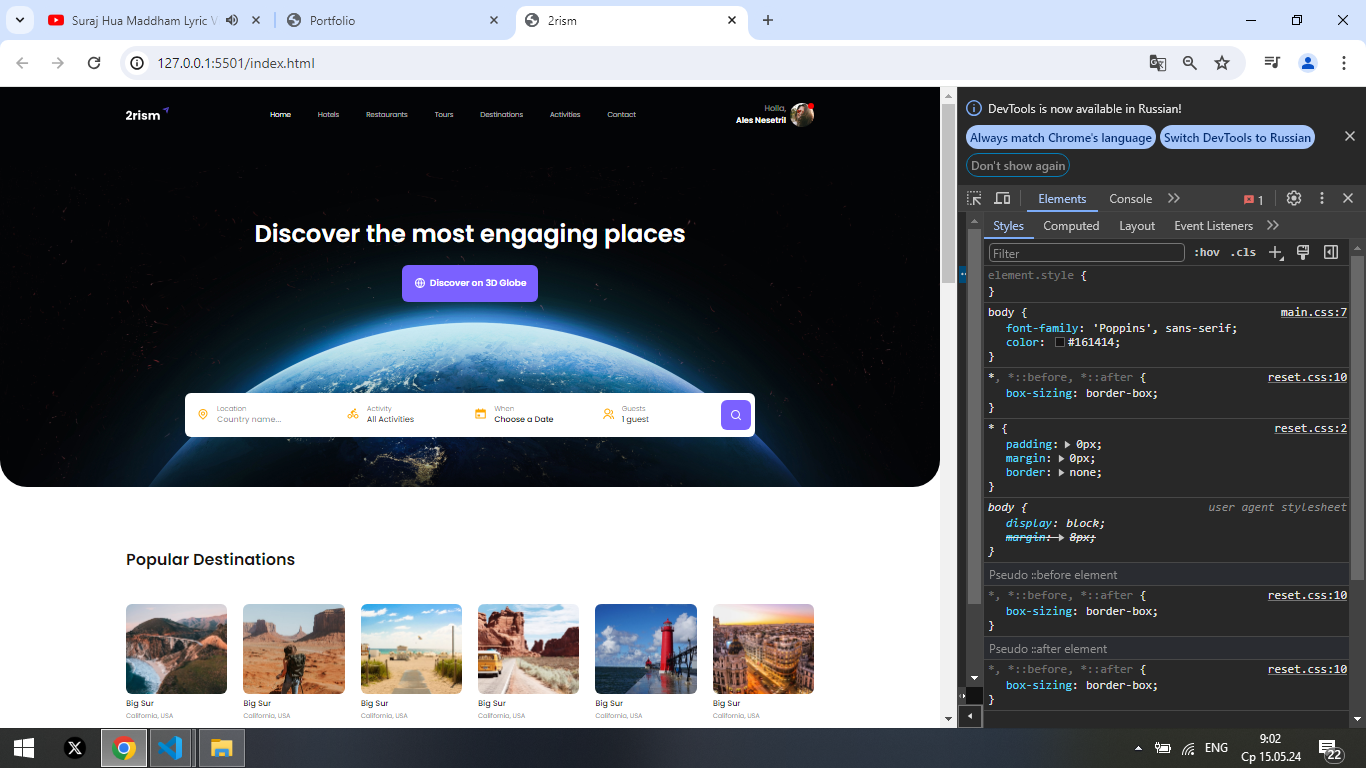 Suraj Hua Maddham Lyric V
Portfolio
2rism
127.0.0.1:5501/index.html
2rism
Home
Hotels
Restaurants
Tours
Destinations
Activities
Contact
Holla,
Ales Nesetril
Discover the most engaging places
Discover on 3D Globe
Location
Country name...
Activity
All Activities
When
Choose a Date
Guests
1 guest
Popular Destinations
Big Sur
California, USA
Big Sur
California, USA
Big Sur
California, USA
Big Sur
California, USA
Big Sur
California, USA
Big Sur
California, USA
DevTools is now available in Russian!
Always match Chrome's language
Switch DevTools to Russian
Don't show again
Elements
Console
1
Styles
Computed
Layout
Event Listeners
Filter
:hov
.cls
element.style {
}
body {
main.css:7
font-family: 'Poppins', sans-serif;
color: #161414;
}
*, *::before, *::after {
reset.css:10
box-sizing: border-box;
}
* {
reset.css:2
padding: 0px;
margin: 0px;
border: none;
}
body {
user agent stylesheet
display: block;
margin: 8px;
}
Pseudo ::before element
*, *::before, *::after {
reset.css:10
box-sizing: border-box;
}
Pseudo ::after element
*, *::before, *::after {
reset.css:10
box-sizing: border-box;
}
ENG
9:02
Ср 15.05.24
22